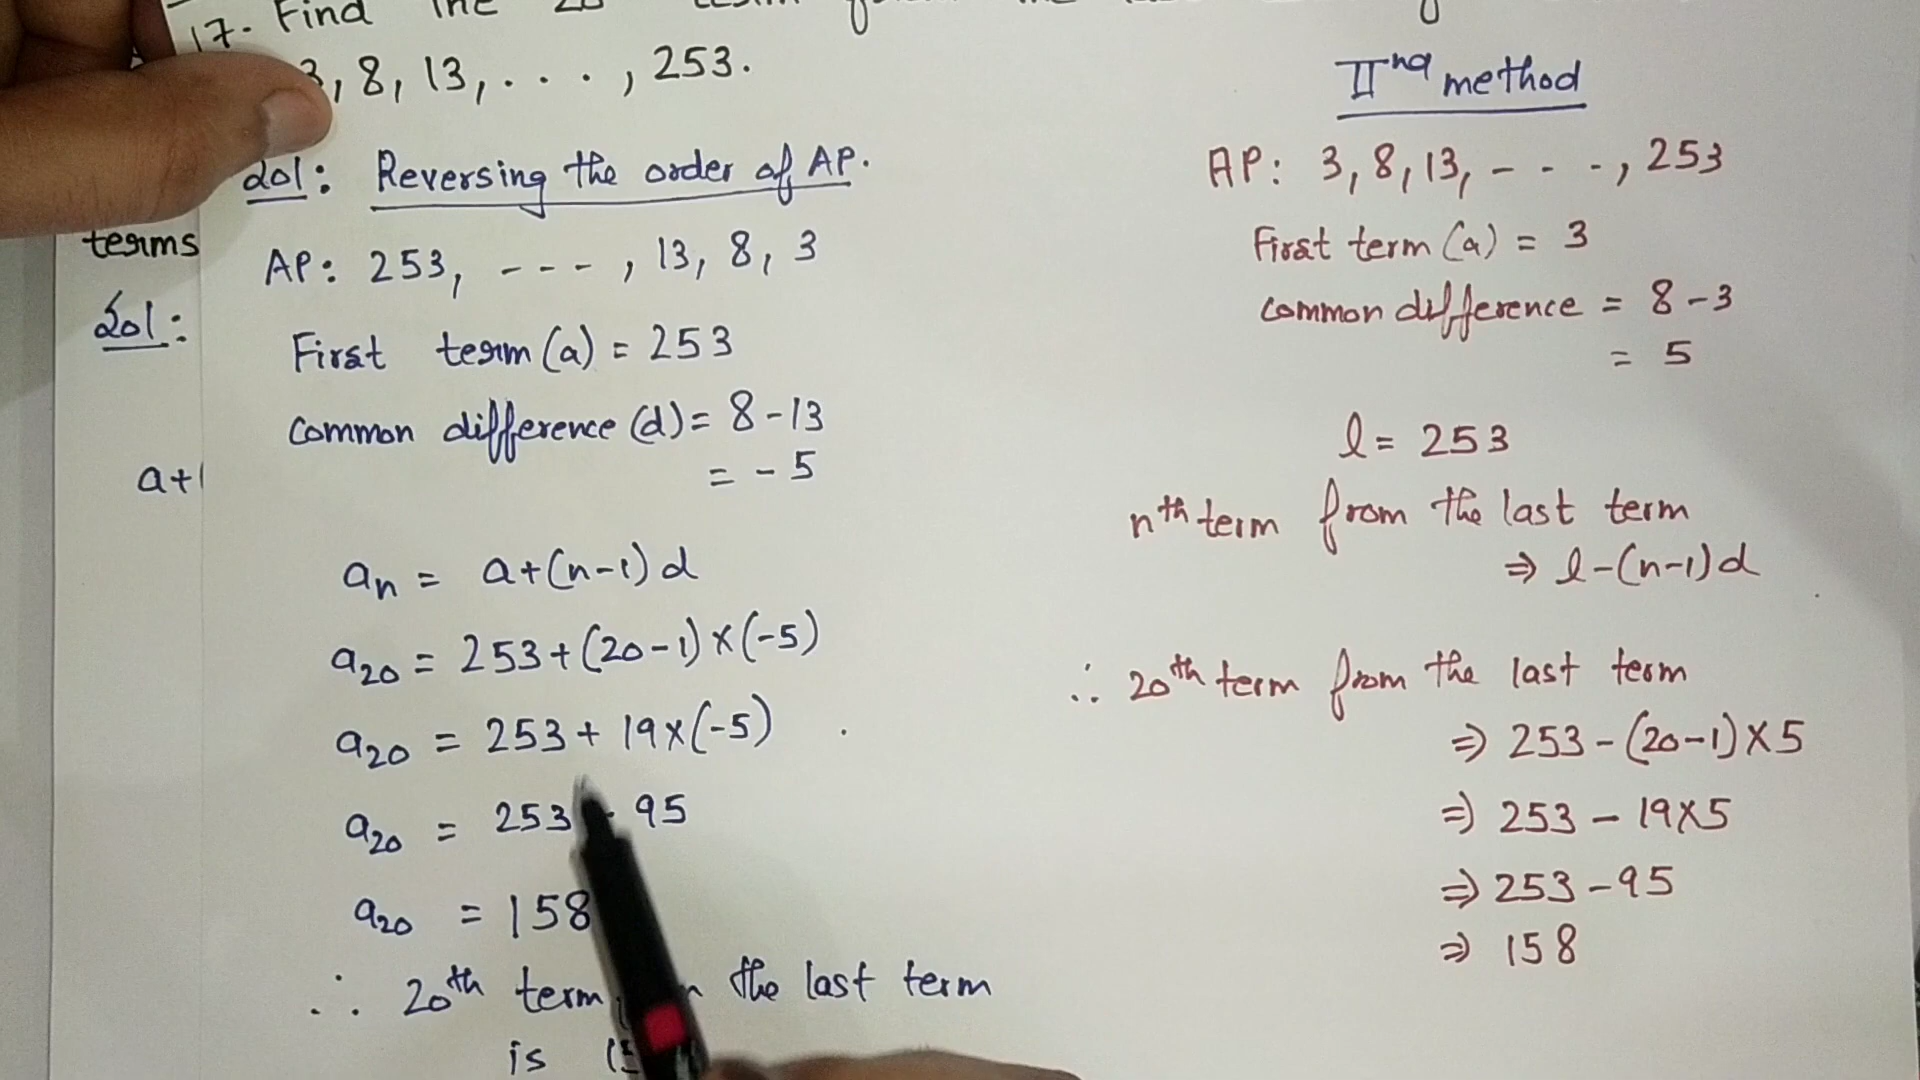 17. Find the 20
3, 8, 13, . . . . , 253.
Sol: Reversing the order of AP.
AP: 253, - - - - , 13, 8, 3
First term (a) = 253
Common difference (d) = 8 - 13
= - 5
an = a+(n-1)d
a20 = 253+(20-1)×(-5)
a20 = 253+ 19×(-5)
a20 = 253 - 95
a20 = 158
∴ 20th term the last term
is
terms
Sol:
a+
IInd method
AP: 3, 8, 13, - - - ., 253
First term (a) = 3
Common difference = 8 - 3
= 5
l = 253
nth term from the last term
⇒ l-(n-1)d
∴ 20th term from the last term
⇒ 253-(20-1)×5
⇒ 253 - 19×5
⇒ 253 - 95
⇒ 158